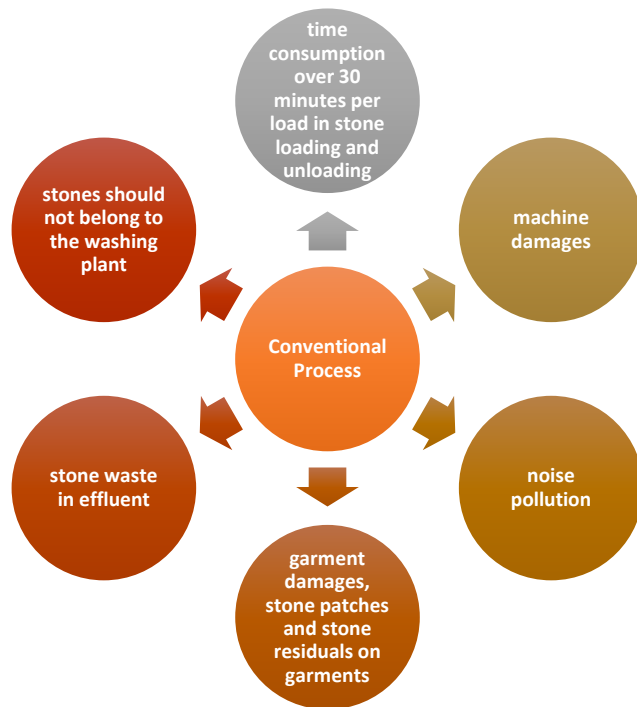 time
consumption
over 30
minutes per
load in stone
loading and
unloading
machine
damages
noise
pollution
garment
damages,
stone patches
and stone
residuals on
garments
stone waste
in effluent
stones should
not belong to
the washing
plant
Conventional
Process